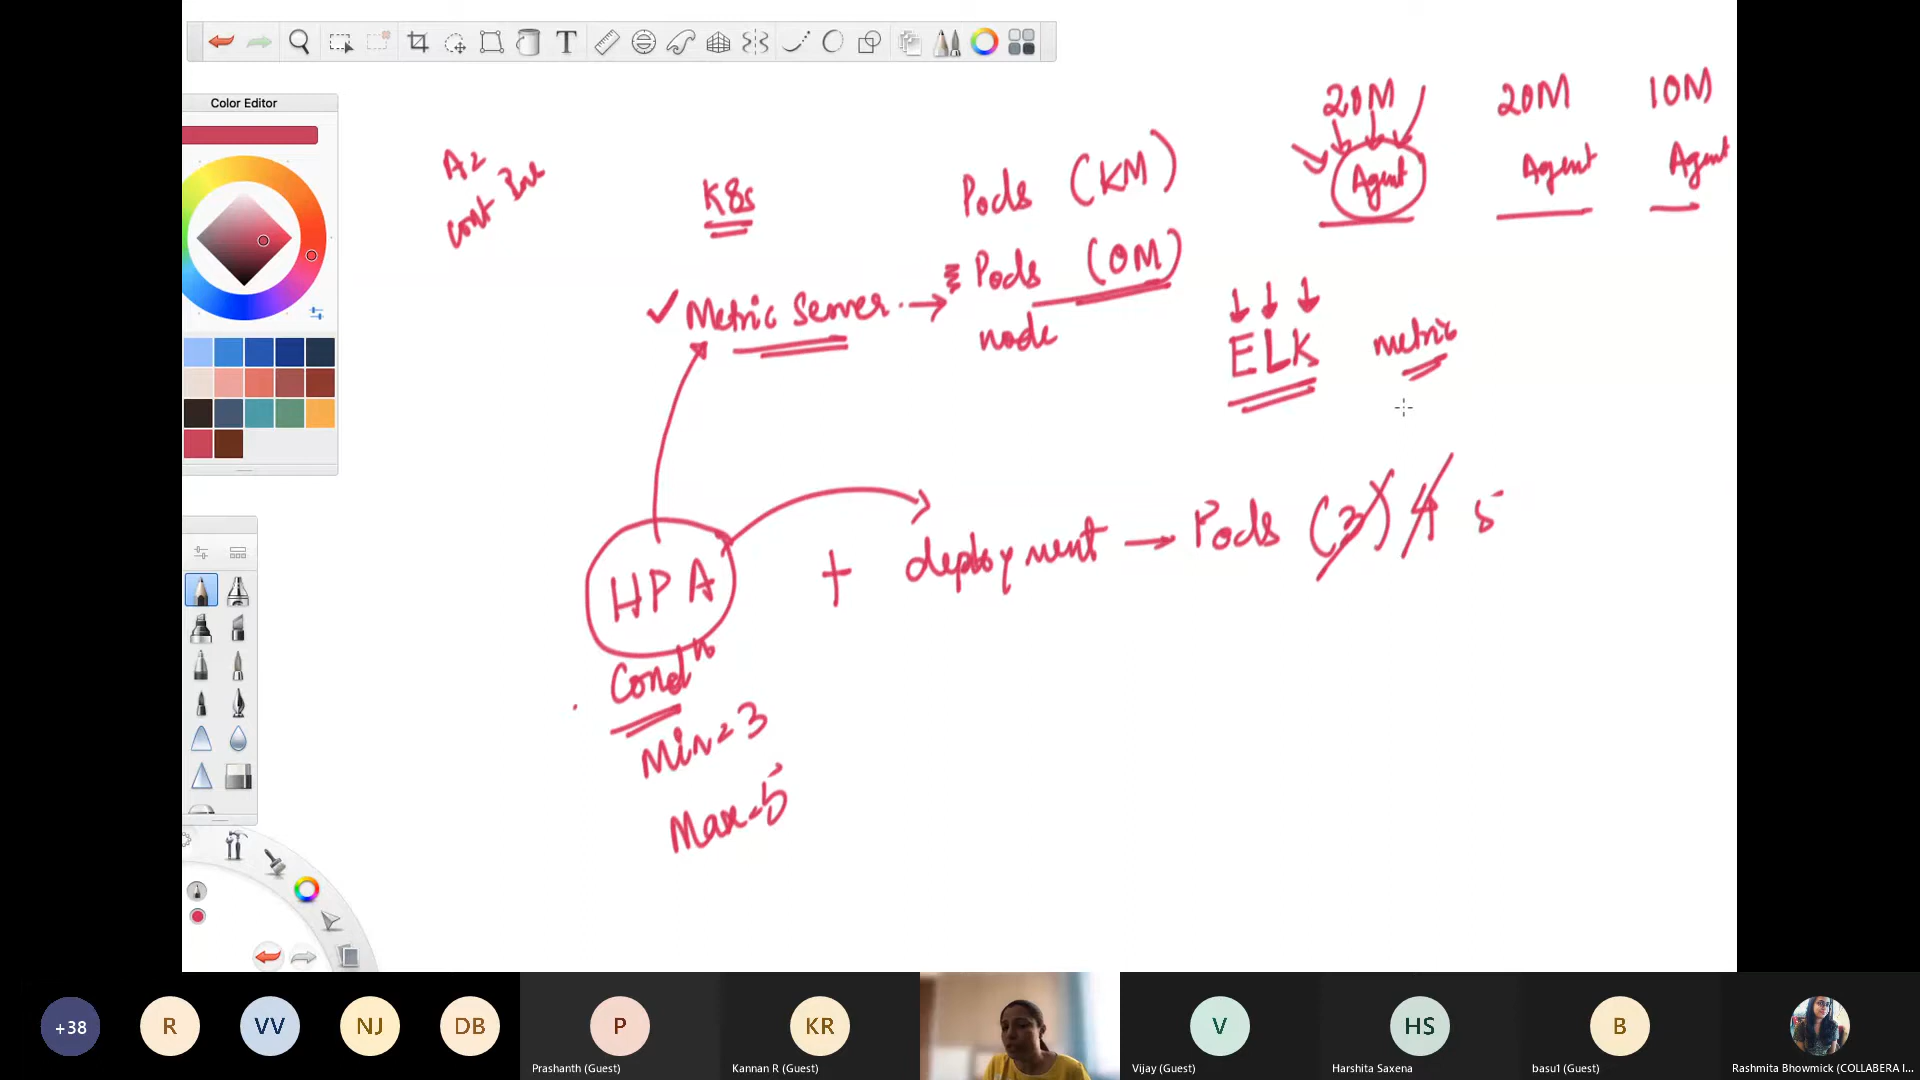 Color Editor
Az
cont Ins
K8s
Pods (KM)
20M
20M
10M
Agent
Agent
Agent
✓ Metric Server → Pods (OM)
node
ELK
metric
HPA + deployment → Pods (3) 4 5
Condn
Min = 3
Max = 5
+38
R
VV
NJ
DB
P
KR
V
HS
B
Prashanth (Guest)
Kannan R (Guest)
Vijay (Guest)
Harshita Saxena
basu1 (Guest)
Rashmita Bhowmick (COLLABERA I...